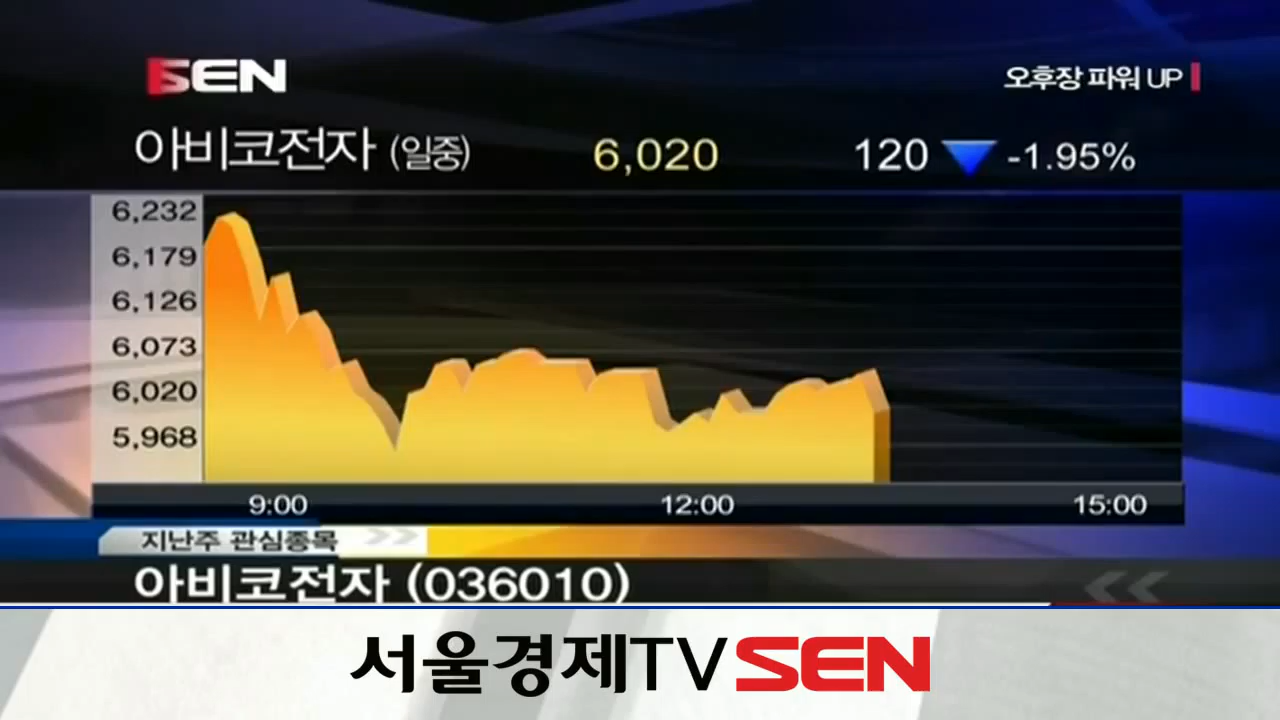 SEN
오후장 파워 UP
아비코전자 (일중) 6,020 120 ▼ -1.95%
6,232
6,179
6,126
6,073
6,020
5,968
9:00 12:00 15:00
지난주 관심종목
아비코전자 (036010)
서울경제TV SEN